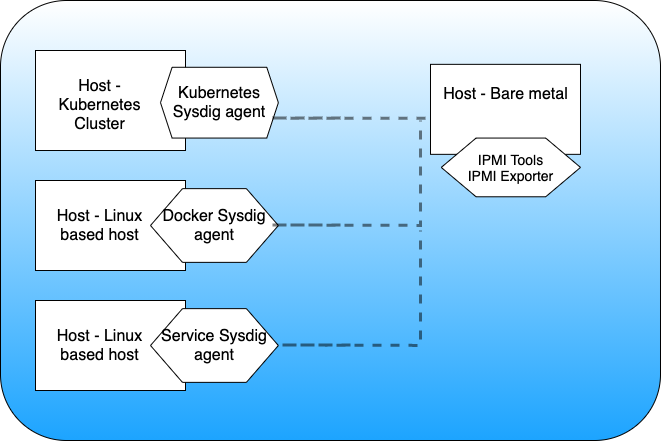 Host -
Kubernetes
Cluster
Kubernetes
Sysdig agent
Host - Bare metal
IPMI Tools
IPMI Exporter
Host - Linux
based host
Docker Sysdig
agent
Host - Linux
based host
Service Sysdig
agent